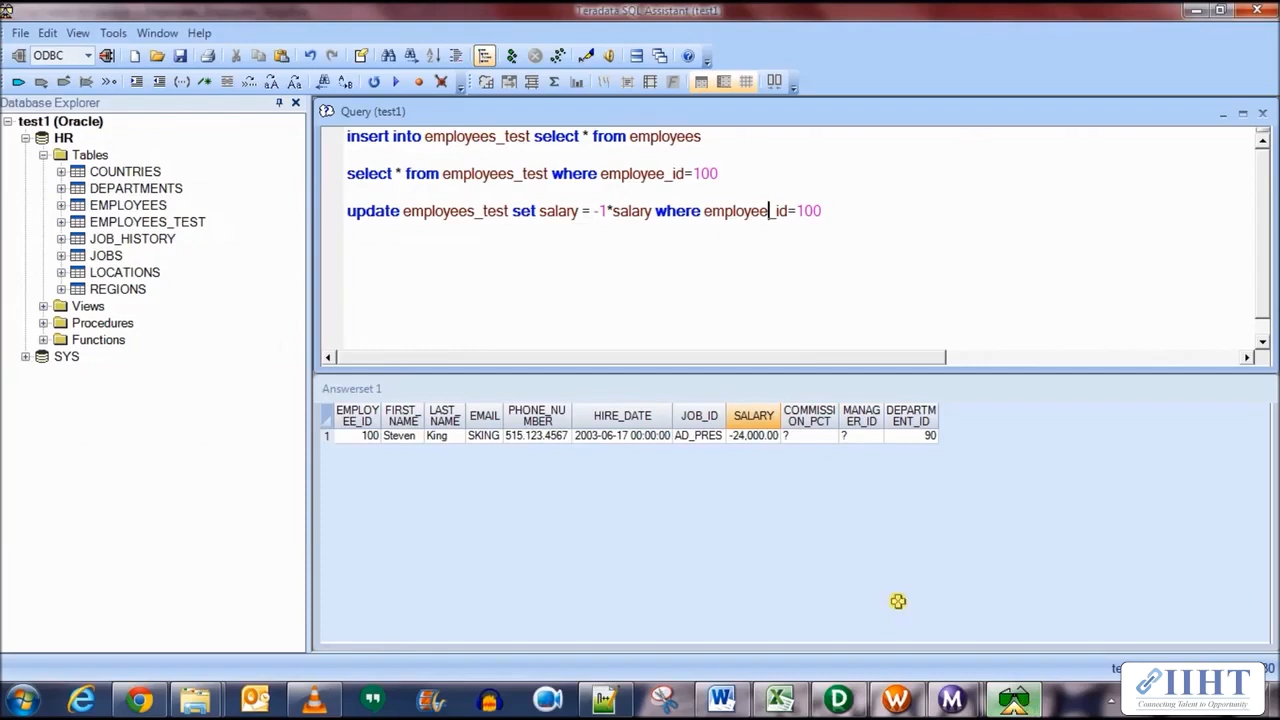 Teradata SQL Assistant (test1)
File Edit View Tools Window Help
ODBC
Database Explorer
test1 (Oracle)
HR
Tables
COUNTRIES
DEPARTMENTS
EMPLOYEES
EMPLOYEES_TEST
JOB_HISTORY
JOBS
LOCATIONS
REGIONS
Views
Procedures
Functions
SYS
Query (test1)
insert into employees_test select * from employees
select * from employees_test where employee_id=100
update employees_test set salary = -1*salary where employee_id=100
Answerset 1
EMPLOYEE_ID FIRST_NAME LAST_NAME EMAIL PHONE_NUMBER HIRE_DATE JOB_ID SALARY COMMISSION_PCT MANAGER_ID DEPARTMENT_ID
1 100 Steven King SKING 515.123.4567 2003-06-17 00:00:00 AD_PRES -24,000.00 ? ? 90
IIHT
Connecting Talent to Opportunity